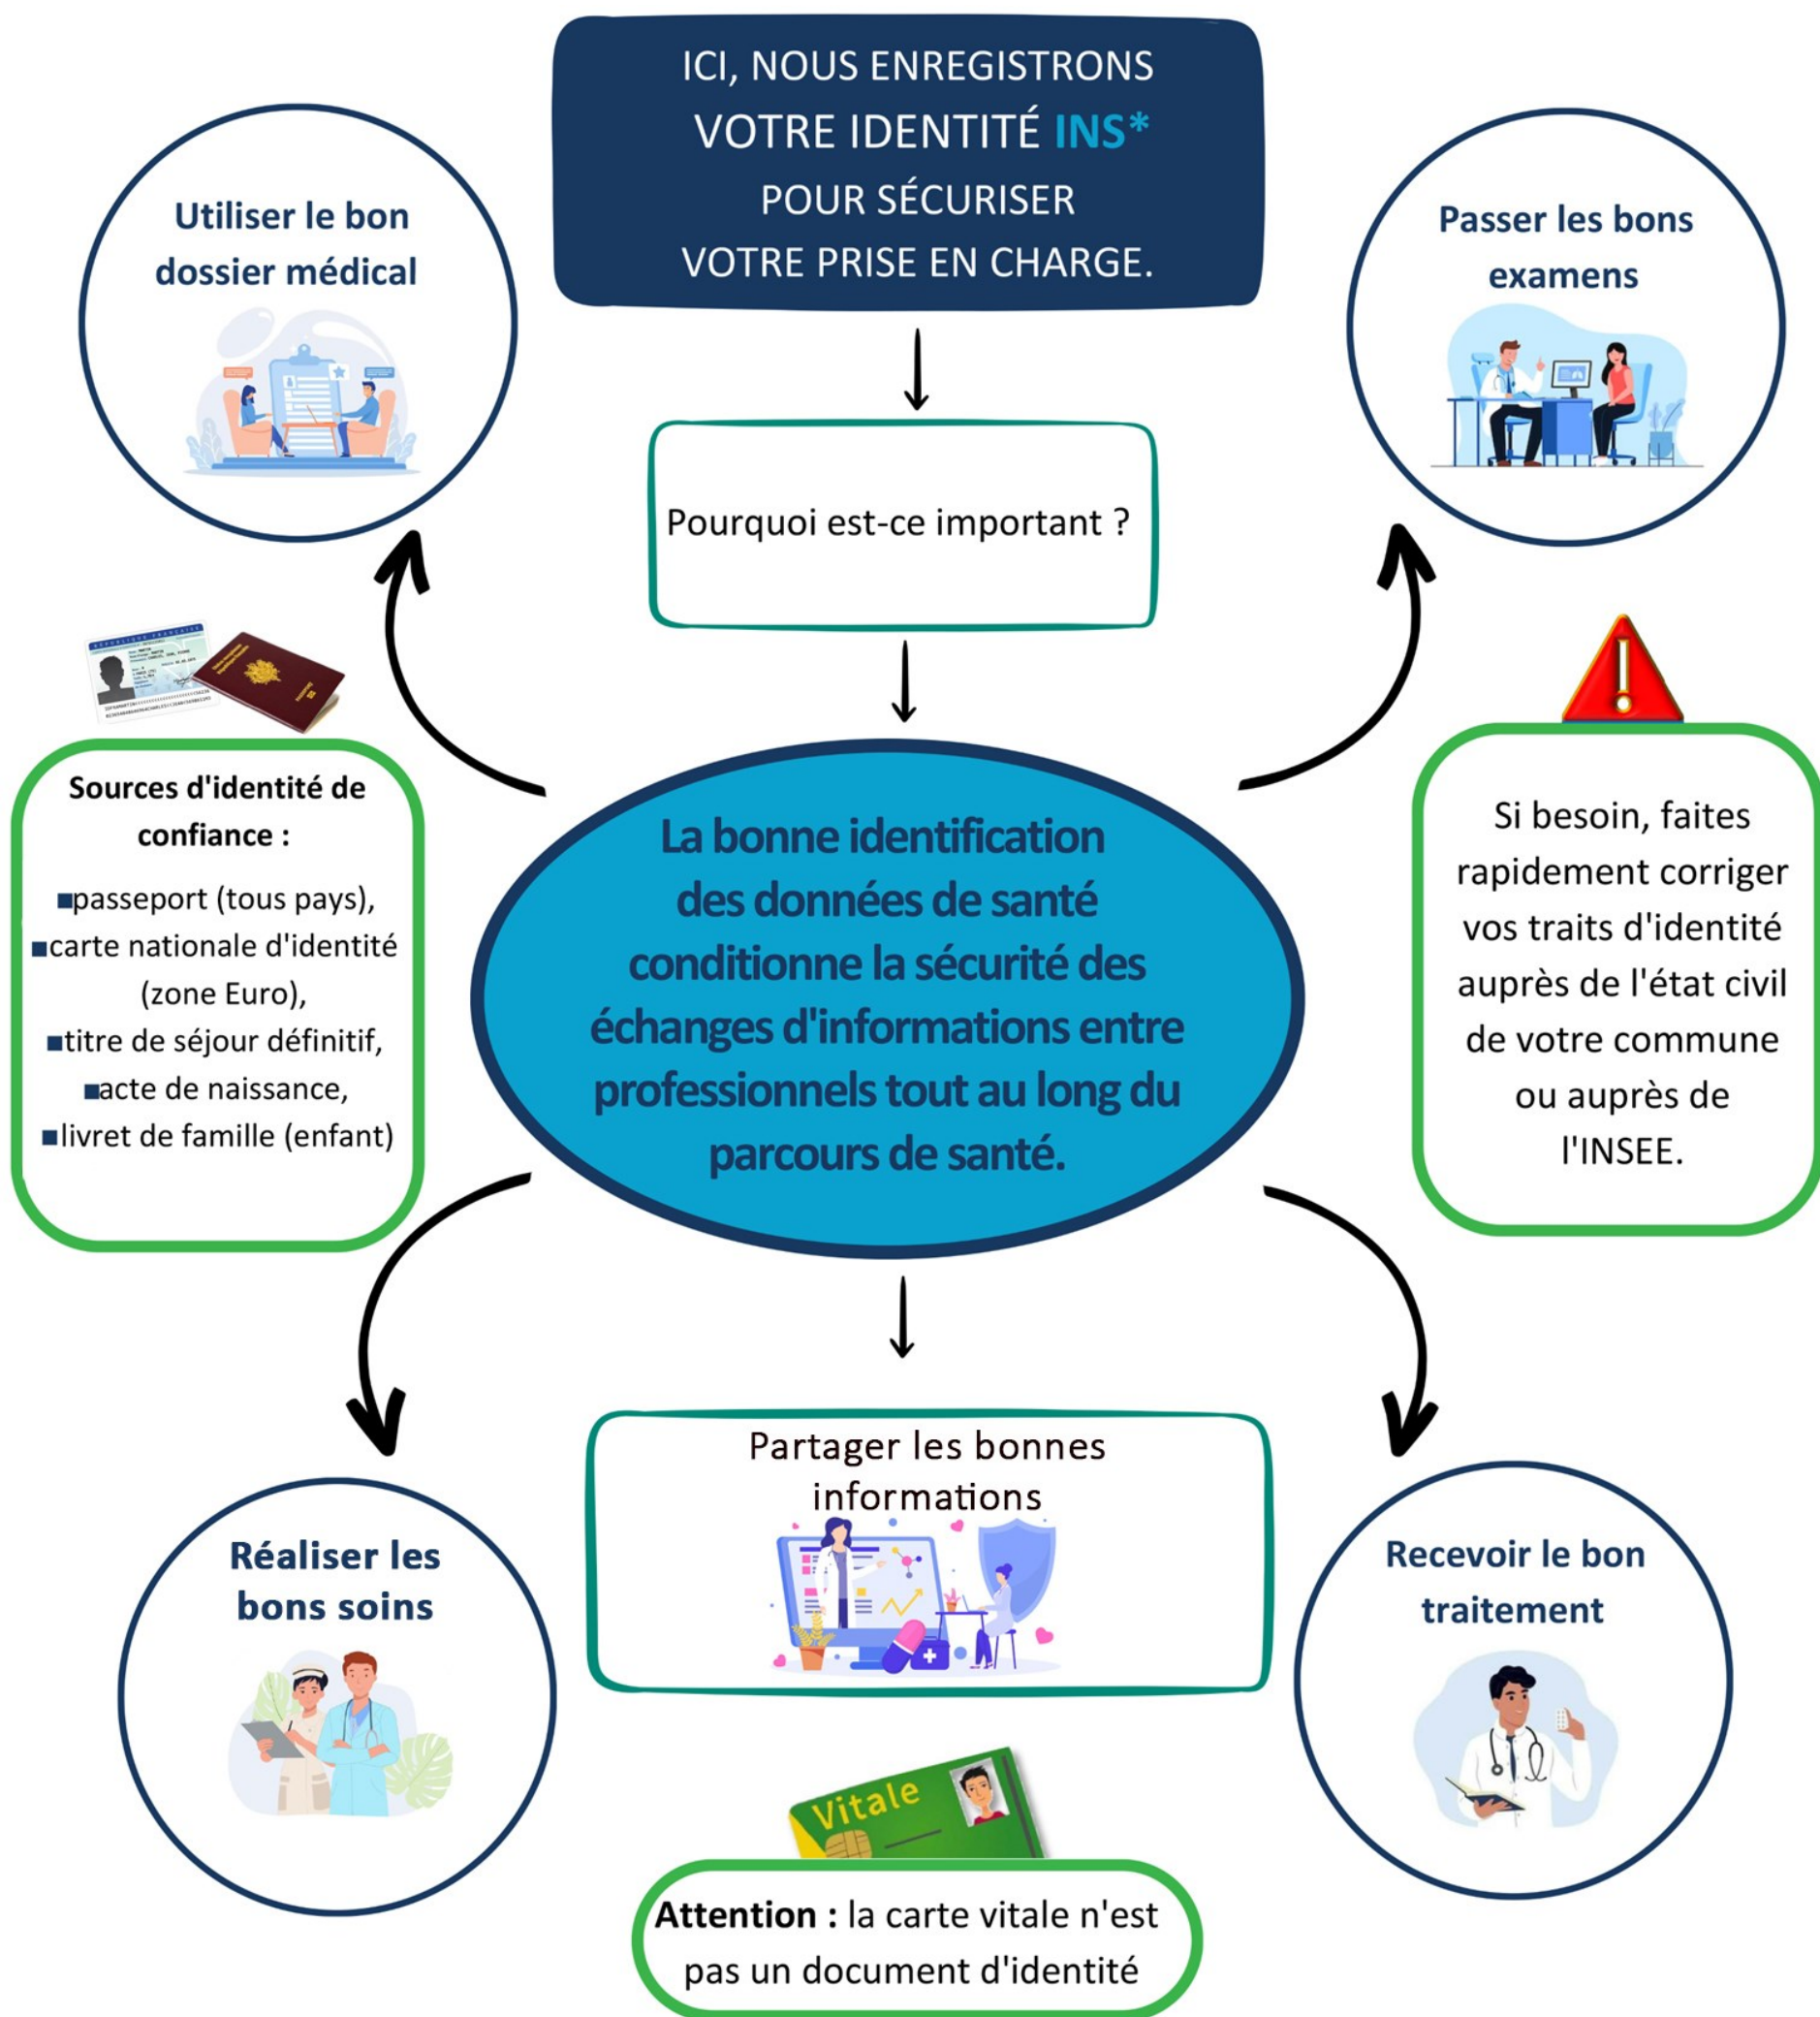 ICI, NOUS ENREGISTRONS
VOTRE IDENTITÉ INS*
POUR SÉCURISER
VOTRE PRISE EN CHARGE.
Utiliser le bon
dossier médical
Passer les bons
examens
Pourquoi est-ce important ?
RÉPUBLIQUE FRANÇAISE
Sources d'identité de
confiance :
passeport (tous pays),
carte nationale d'identité
(zone Euro),
titre de séjour définitif,
acte de naissance,
livret de famille (enfant)
La bonne identification
des données de santé
conditionne la sécurité des
échanges d'informations entre
professionnels tout au long du
parcours de santé.
Si besoin, faites
rapidement corriger
vos traits d'identité
auprès de l'état civil
de votre commune
ou auprès de
l'INSEE.
Partager les bonnes
informations
Réaliser les
bons soins
Recevoir le bon
traitement
Vitale
Attention : la carte vitale n'est
pas un document d'identité